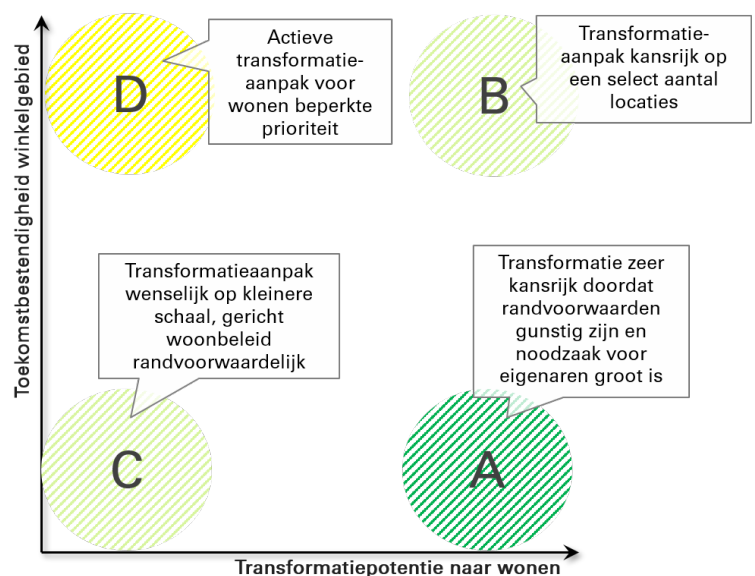 Toekomstbestendigheid winkelgebied
D
Actieve
transformatie-
aanpak voor
wonen beperkte
prioriteit
B
Transformatie-
aanpak kansrijk op
een select aantal
locaties
Transformatieaanpak
wenselijk op kleinere
schaal, gericht
woonbeleid
randvoorwaardelijk
C
Transformatie zeer
kansrijk doordat
randvoorwaarden
gunstig zijn en
noodzaak voor
eigenaren groot is
A
Transformatiepotentie naar wonen